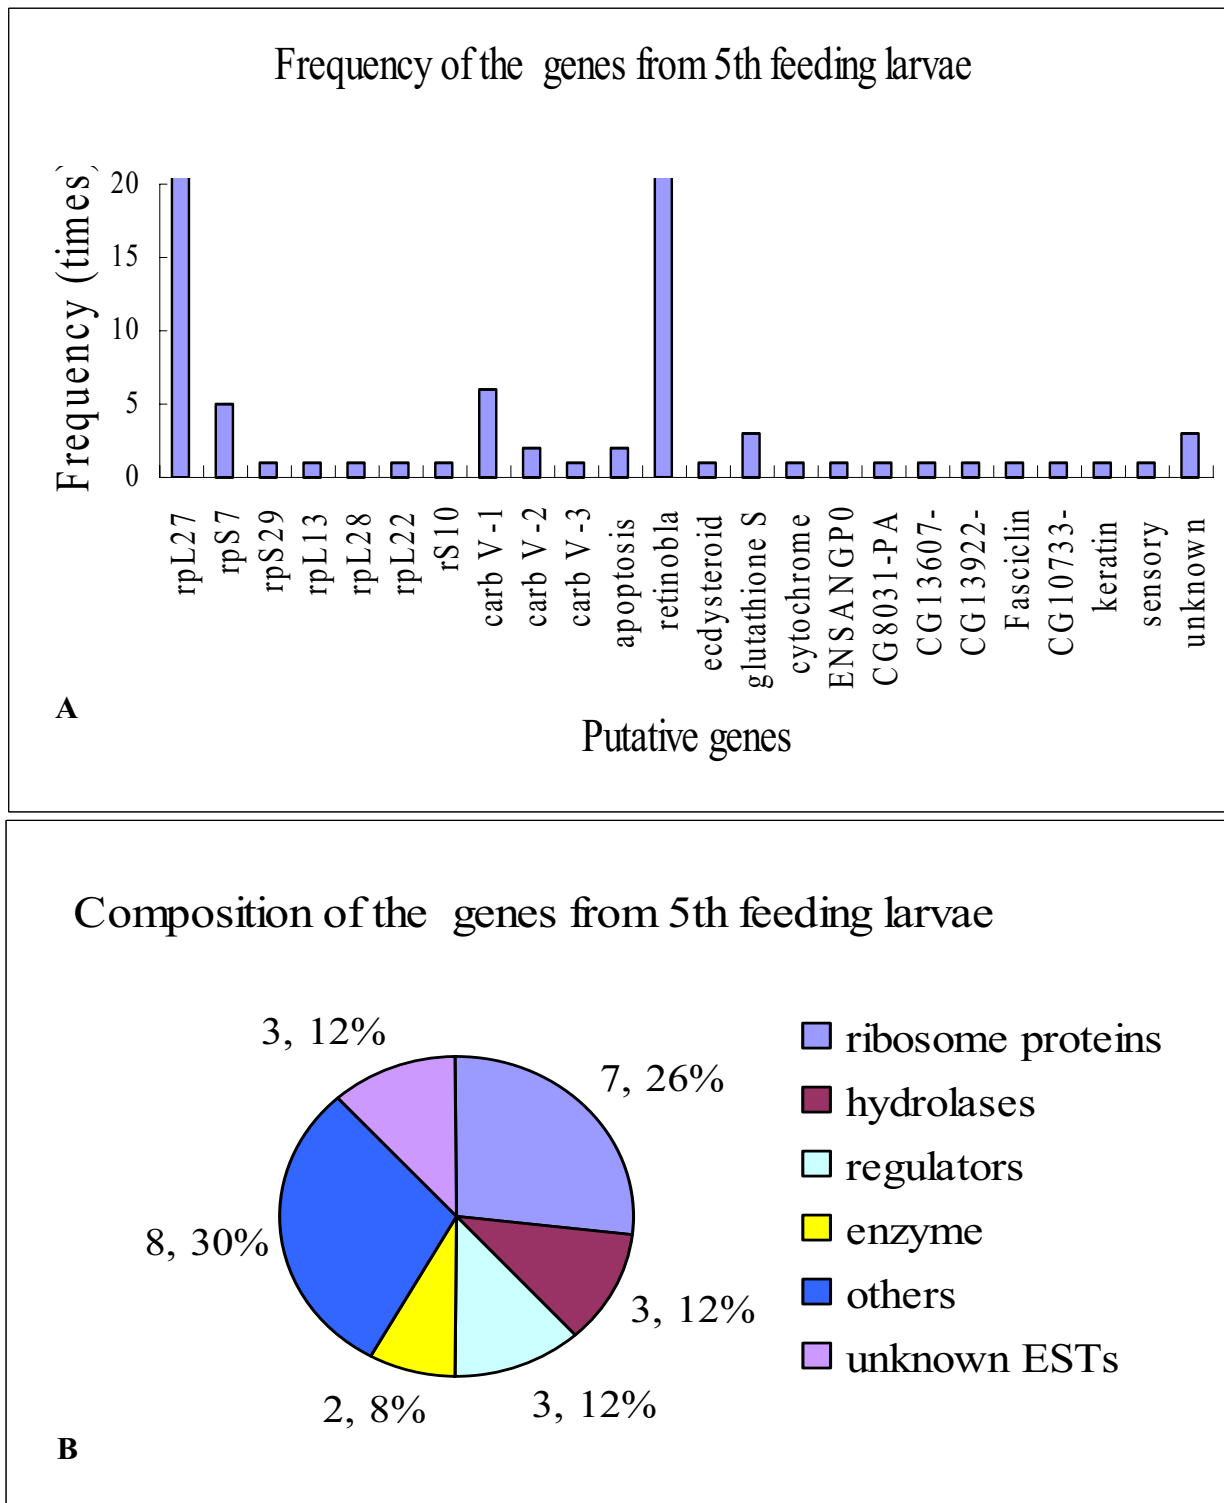 Frequency of the genes from 5th feeding larvae
Frequency (times)
20
15
10
5
0
rpL27
rpS7
rpS29
rpL13
rpL28
rpL22
rS10
carb V-1
carb V-2
carb V-3
apoptosis
retinobla
ecdysteroid
glutathione S
cytochrome
ENSANGP0
CG8031-PA
CG13607-
CG13922-
Fasciclin
CG10733-
keratin
sensory
unknown
Putative genes
A
Composition of the genes from 5th feeding larvae
3, 12%
7, 26%
8, 30%
3, 12%
2, 8%
3, 12%
ribosome proteins
hydrolases
regulators
enzyme
others
unknown ESTs
B